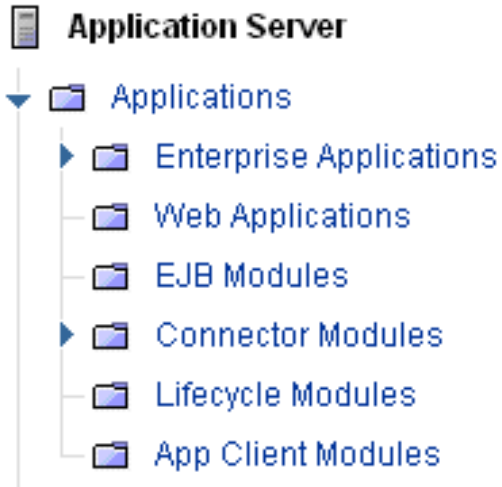 Application Server
Applications
Enterprise Applications
Web Applications
EJB Modules
Connector Modules
Lifecycle Modules
App Client Modules